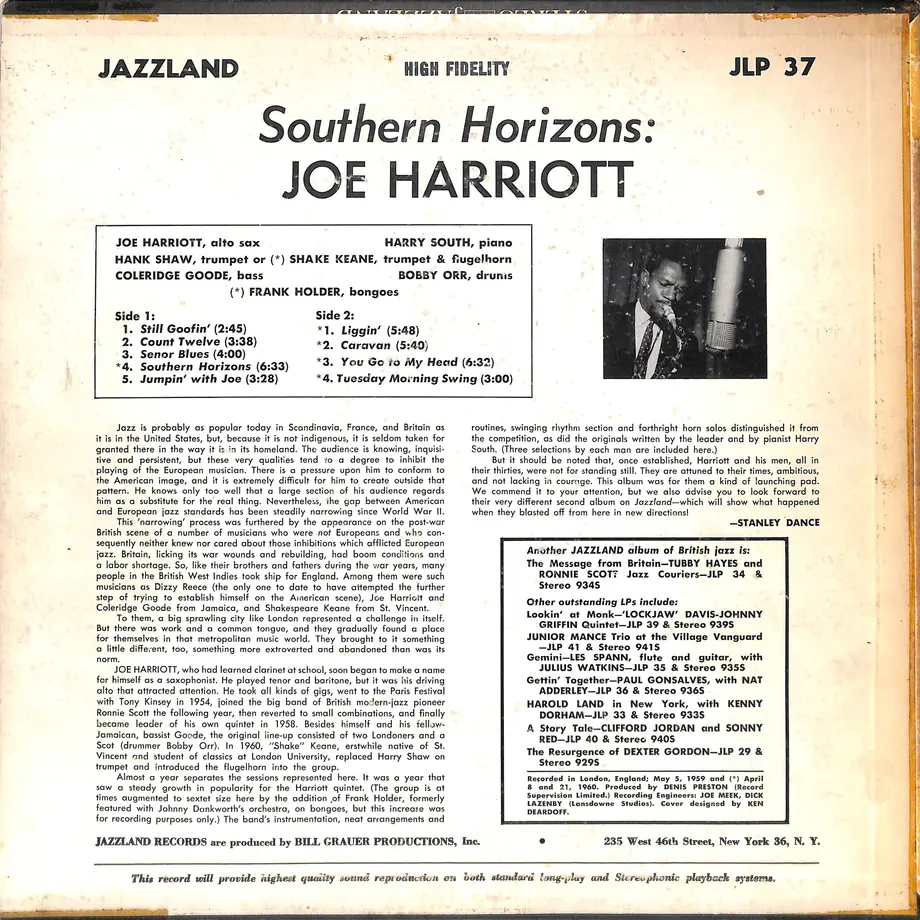 JAZZLAND
HIGH FIDELITY
JLP 37
Southern Horizons:
JOE HARRIOTT
JOE HARRIOTT, alto sax HARRY SOUTH, piano
HANK SHAW, trumpet or (*) SHAKE KEANE, trumpet & flugelhorn
COLERIDGE GOODE, bass BOBBY ORR, drums
(*) FRANK HOLDER, bongoes
Side 1:
1. Still Goofin' (2:45)
2. Count Twelve (3:38)
3. Senor Blues (4:00)
*4. Southern Horizons (6:33)
5. Jumpin' with Joe (3:28)
Side 2:
*1. Liggin' (5:48)
*2. Caravan (5:40)
*3. You Go to My Head (6:32)
*4. Tuesday Morning Swing (3:00)
Jazz is probably as popular today in Scandinavia, France, and Britain as
it is in the United States, but, because it is not indigenous, it is seldom taken for
granted there in the way it is in its homeland. The audience is knowing, inquisi-
tive and persistent, but these very qualities tend to a degree to inhibit the
playing of the European musician. There is a pressure upon him to conform to
the American image, and it is extremely difficult for him to create outside that
pattern. He knows only too well that a large section of his audience regards
him as a substitute for the real thing. Nevertheless, the gap between American
and European jazz standards has been steadily narrowing since World War II.
This 'narrowing' process was furthered by the appearance on the post-war
British scene of a number of musicians who were not Europeans and who con-
sequently neither knew nor cared about those inhibitions which afflicted European
jazz. Britain, licking its war wounds and rebuilding, had boom conditions and
a labor shortage. So, like their brothers and fathers during the war years, many
people in the British West Indies took ship for England. Among them were such
musicians as Dizzy Reece (the only one to date to have attempted the further
step of trying to establish himself on the American scene), Joe Harriott and
Coleridge Goode from Jamaica, and Shakespeare Keane from St. Vincent.
To them, a big sprawling city like London represented a challenge in itself.
But there was work and a common tongue, and they gradually found a place
for themselves in that metropolitan music world. They brought to it something
a little different, too, something more extroverted and abandoned than was its
norm.
JOE HARRIOTT, who had learned clarinet at school, soon began to make a name
for himself as a saxophonist. He played tenor and baritone, but it was his driving
alto that attracted attention. He took all kinds of gigs, went to the Paris Festival
with Tony Kinsey in 1954, joined the big band of British modern-jazz pioneer
Ronnie Scott the following year, then reverted to small combinations, and finally
became leader of his own quintet in 1958. Besides himself and his fellow-
Jamaican, bassist Goode, the original line-up consisted of two Londoners and a
Scot (drummer Bobby Orr). In 1960, "Shake" Keane, erstwhile native of St.
Vincent and student of classics at London University, replaced Harry Shaw on
trumpet and introduced the flugelhorn into the group.
Almost a year separates the sessions represented here. It was a year that
saw a steady growth in popularity for the Harriott quintet. (The group is at
times augmented to sextet size here by the addition of Frank Holder, formerly
featured with Johnny Dankworth's orchestra, on bongoes, but this increase was
for recording purposes only.) The band's instrumentation, neat arrangements and
routines, swinging rhythm section and forthright horn solos distinguished it from
the competition, as did the originals written by the leader and by pianist Harry
South. (Three selections by each man are included here.)
But it should be noted that, once established, Harriott and his men, all in
their thirties, were not for standing still. They are attuned to their times, ambitious,
and not lacking in courage. This album was for them a kind of launching pad.
We commend it to your attention, but we also advise you to look forward to
their very different second album on Jazzland—which will show what happened
when they blasted off from here in new directions!
—STANLEY DANCE
Another JAZZLAND album of British jazz is:
The Message from Britain—TUBBY HAYES and
RONNIE SCOTT Jazz Couriers—JLP 34 &
Stereo 934S
Other outstanding LPs include:
Lookin' at Monk—'LOCKJAW' DAVIS-JOHNNY
GRIFFIN Quintet—JLP 39 & Stereo 939S
JUNIOR MANCE Trio at the Village Vanguard
—JLP 41 & Stereo 941S
Gemini—LES SPANN, flute and guitar, with
JULIUS WATKINS—JLP 35 & Stereo 935S
Gettin' Together—PAUL GONSALVES, with NAT
ADDERLEY—JLP 36 & Stereo 936S
HAROLD LAND in New York, with KENNY
DORHAM—JLP 33 & Stereo 933S
A Story Tale—CLIFFORD JORDAN and SONNY
RED—JLP 40 & Stereo 940S
The Resurgence of DEXTER GORDON—JLP 29 &
Stereo 929S
Recorded in London, England; May 5, 1959 and (*) April
8 and 21, 1960. Produced by DENIS PRESTON (Record
Supervision Limited.) Recording Engineers: JOE MEEK, DICK
LAZENBY (Lansdowne Studios). Cover designed by KEN
DEARDOFF.
JAZZLAND RECORDS are produced by BILL GRAUER PRODUCTIONS, Inc. • 235 West 46th Street, New York 36, N. Y.
This record will provide highest quality sound reproduction on both standard long-play and Stereophonic playback systems.